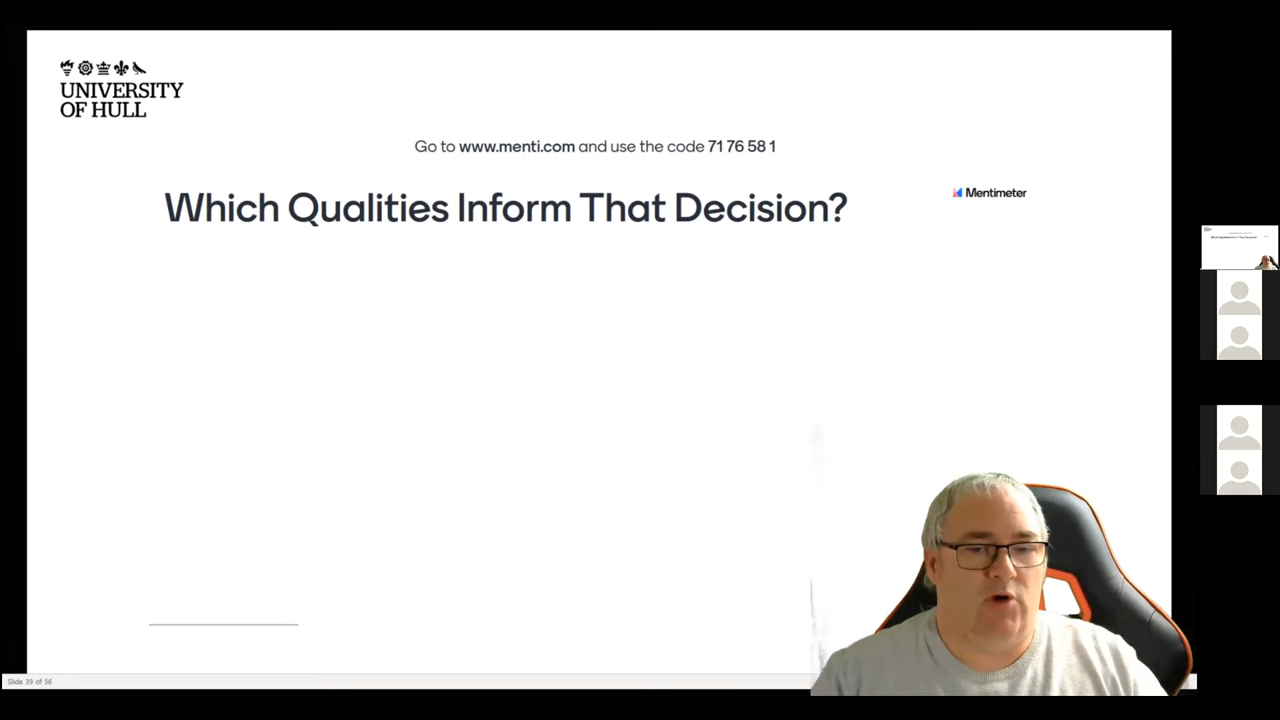 UNIVERSITY
OF HULL
Go to www.menti.com and use the code 71 76 58 1
Mentimeter
Which Qualities Inform That Decision?
Slide 39 of 56